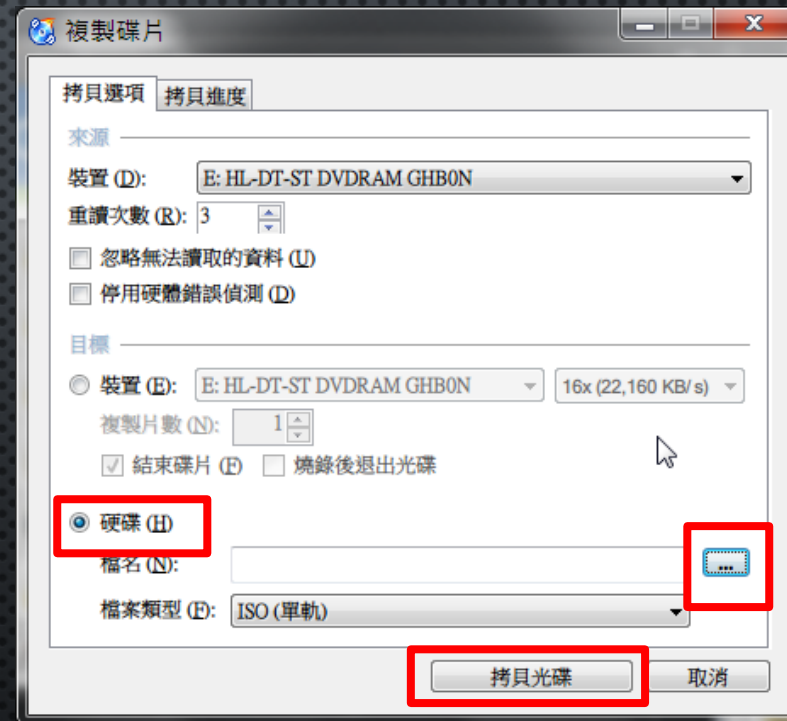 複製碟片
拷貝選項 拷貝進度
來源
裝置 (D): E: HL-DT-ST DVDRAM GHB0N
重讀次數 (R): 3
忽略無法讀取的資料 (U)
停用硬體錯誤偵測 (D)
目標
裝置 (E): E: HL-DT-ST DVDRAM GHB0N 16x (22,160 KB/s)
複製片數 (N): 1
結束碟片 (F) 燒錄後退出光碟
硬碟 (H)
檔名 (N): ...
檔案類型 (F): ISO (單軌)
拷貝光碟 取消